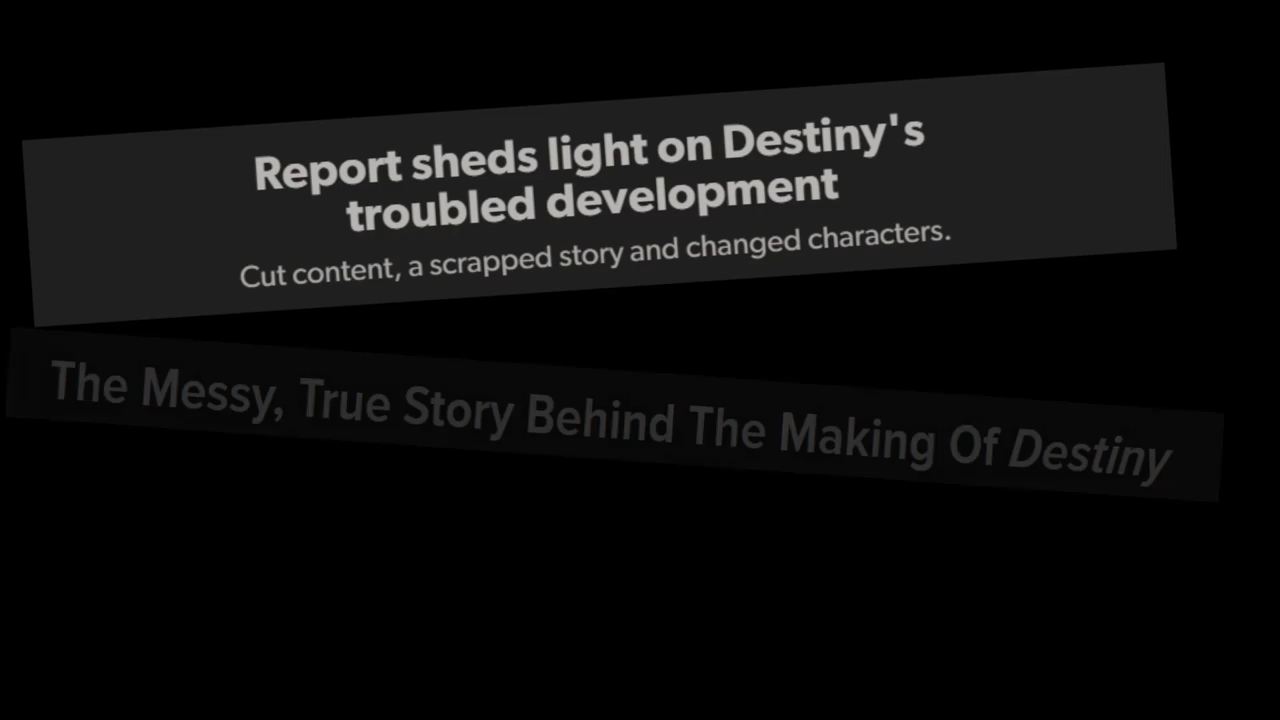 Report sheds light on Destiny's
troubled development
Cut content, a scrapped story and changed characters.
The Messy, True Story Behind The Making Of Destiny